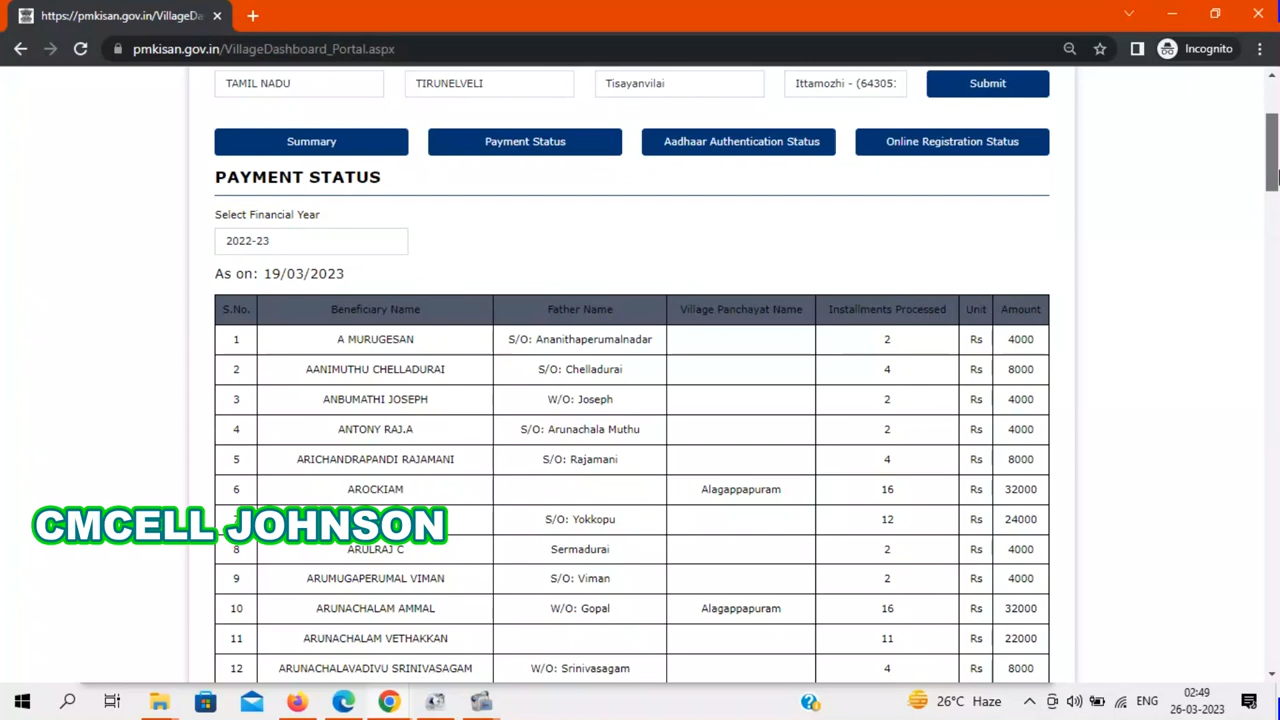 https://pmkisan.gov.in/VillageDa
pmkisan.gov.in/VillageDashboard_Portal.aspx
Incognito
TAMIL NADU TIRUNELVELI Tisayanvilai Ittamozhi - (64305: Submit
Summary Payment Status Aadhaar Authentication Status Online Registration Status
PAYMENT STATUS
Select Financial Year
2022-23
As on: 19/03/2023
S.No. Beneficiary Name Father Name Village Panchayat Name Installments Processed Unit Amount
1 A MURUGESAN S/O: Ananithaperumalnadar 2 Rs 4000
2 AANIMUTHU CHELLADURAI S/O: Chelladurai 4 Rs 8000
3 ANBUMATHI JOSEPH W/O: Joseph 2 Rs 4000
4 ANTONY RAJ.A S/O: Arunachala Muthu 2 Rs 4000
5 ARICHANDRAPANDI RAJAMANI S/O: Rajamani 4 Rs 8000
6 AROCKIAM Alagappapuram 16 Rs 32000
S/O: Yokkopu 12 Rs 24000
CMCELL JOHNSON
8 ARULRAJ C Sermadurai 2 Rs 4000
9 ARUMUGAPERUMAL VIMAN S/O: Viman 2 Rs 4000
10 ARUNACHALAM AMMAL W/O: Gopal Alagappapuram 16 Rs 32000
11 ARUNACHALAM VETHAKKAN 11 Rs 22000
12 ARUNACHALAVADIVU SRINIVASAGAM W/O: Srinivasagam 4 Rs 8000
26°C Haze ENG 02:49
26-03-2023